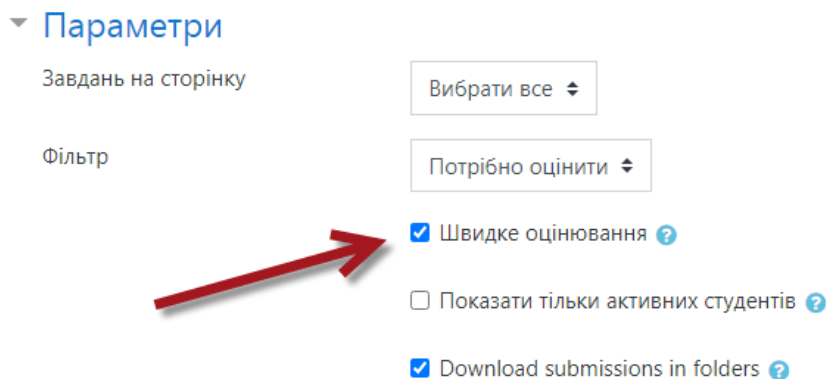 Параметри
Завдань на сторінку
Вибрати все
Фільтр
Потрібно оцінити
Швидке оцінювання
Показати тільки активних студентів
Download submissions in folders